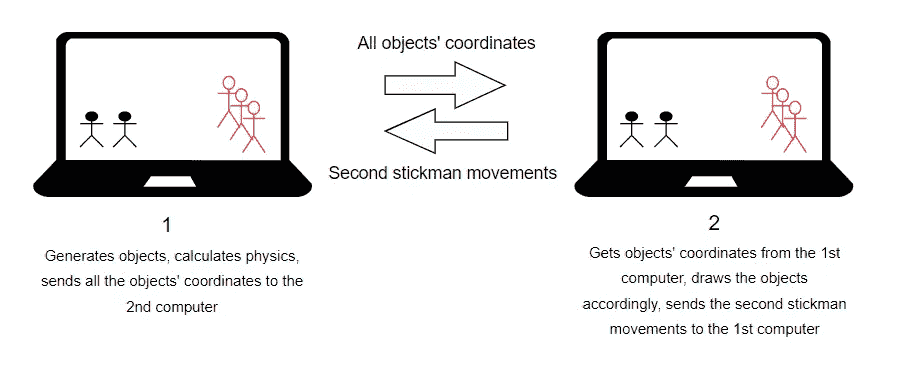 All objects' coordinates
Second stickman movements
1
Generates objects, calculates physics,
sends all the objects' coordinates to the
2nd computer
2
Gets objects' coordinates from the 1st
computer, draws the objects
accordingly, sends the second stickman
movements to the 1st computer